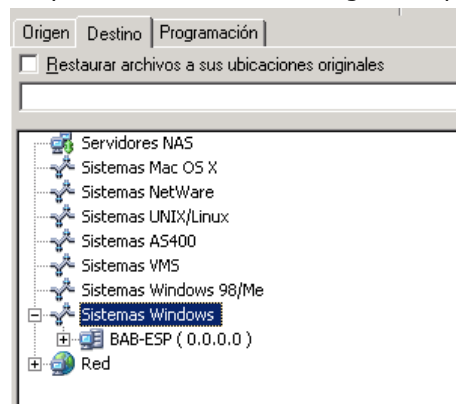 Origen Destino Programación
Restaurar archivos a sus ubicaciones originales
Servidores NAS
Sistemas Mac OS X
Sistemas NetWare
Sistemas UNIX/Linux
Sistemas AS400
Sistemas VMS
Sistemas Windows 98/Me
Sistemas Windows
BAB-ESP ( 0.0.0.0 )
Red